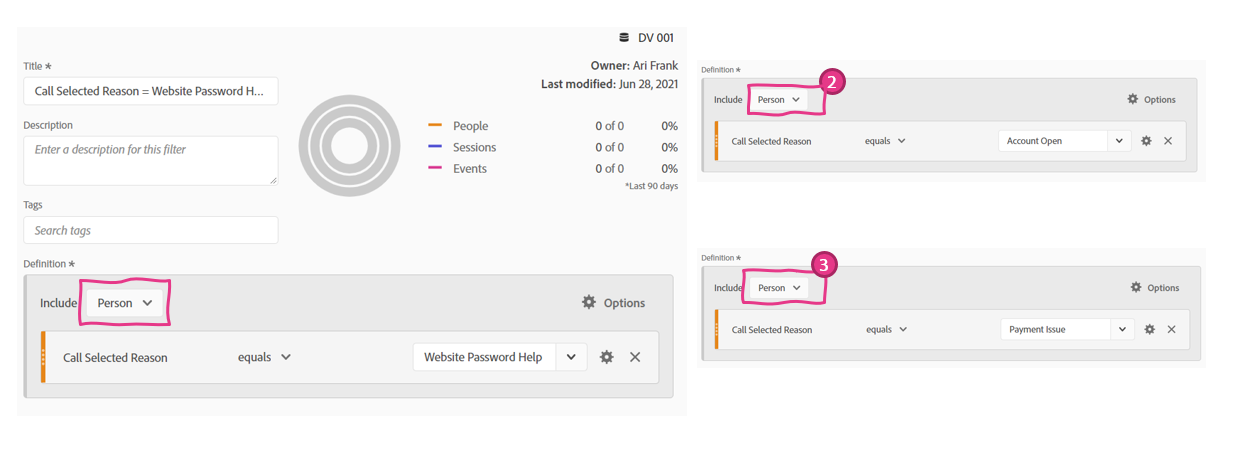 DV 001
Title *
Owner: Ari Frank
Call Selected Reason = Website Password H...
Last modified: Jun 28, 2021
Description
Enter a description for this filter
People 0 of 0 0%
Sessions 0 of 0 0%
Events 0 of 0 0%
*Last 90 days
Tags
Search tags
Definition *
Include Person Options
Call Selected Reason equals Website Password Help
2
Definition *
Include Person Options
Call Selected Reason equals Account Open
3
Definition *
Include Person Options
Call Selected Reason equals Payment Issue